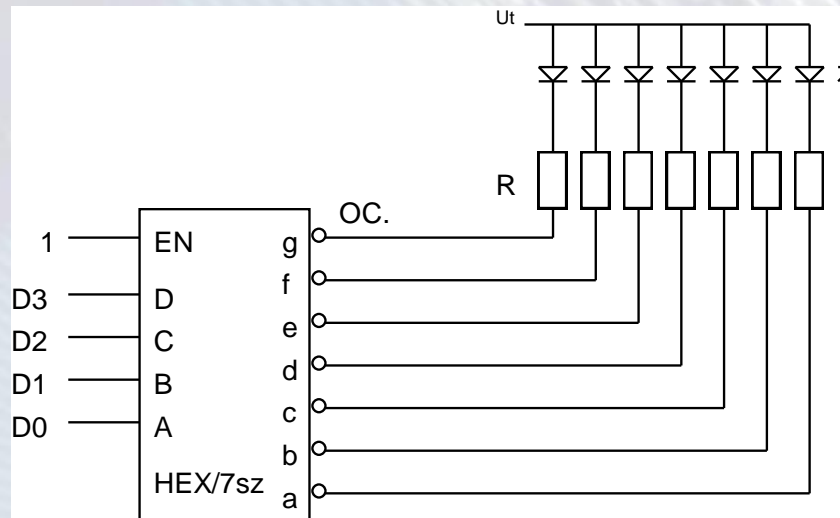 Ut
R
OC.
1 EN g
f
D3 D e
D2 C d
D1 B c
D0 A b
HEX/7sz a